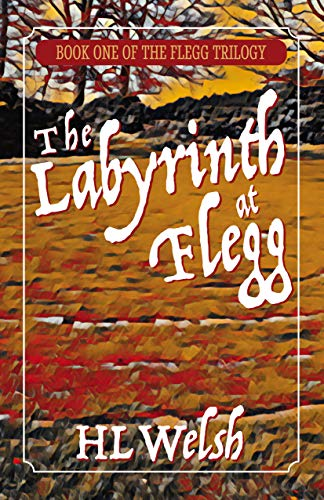 BOOK ONE OF THE FLEGG TRILOGY
The
Labyrinth
at
Flegg
HL Welsh